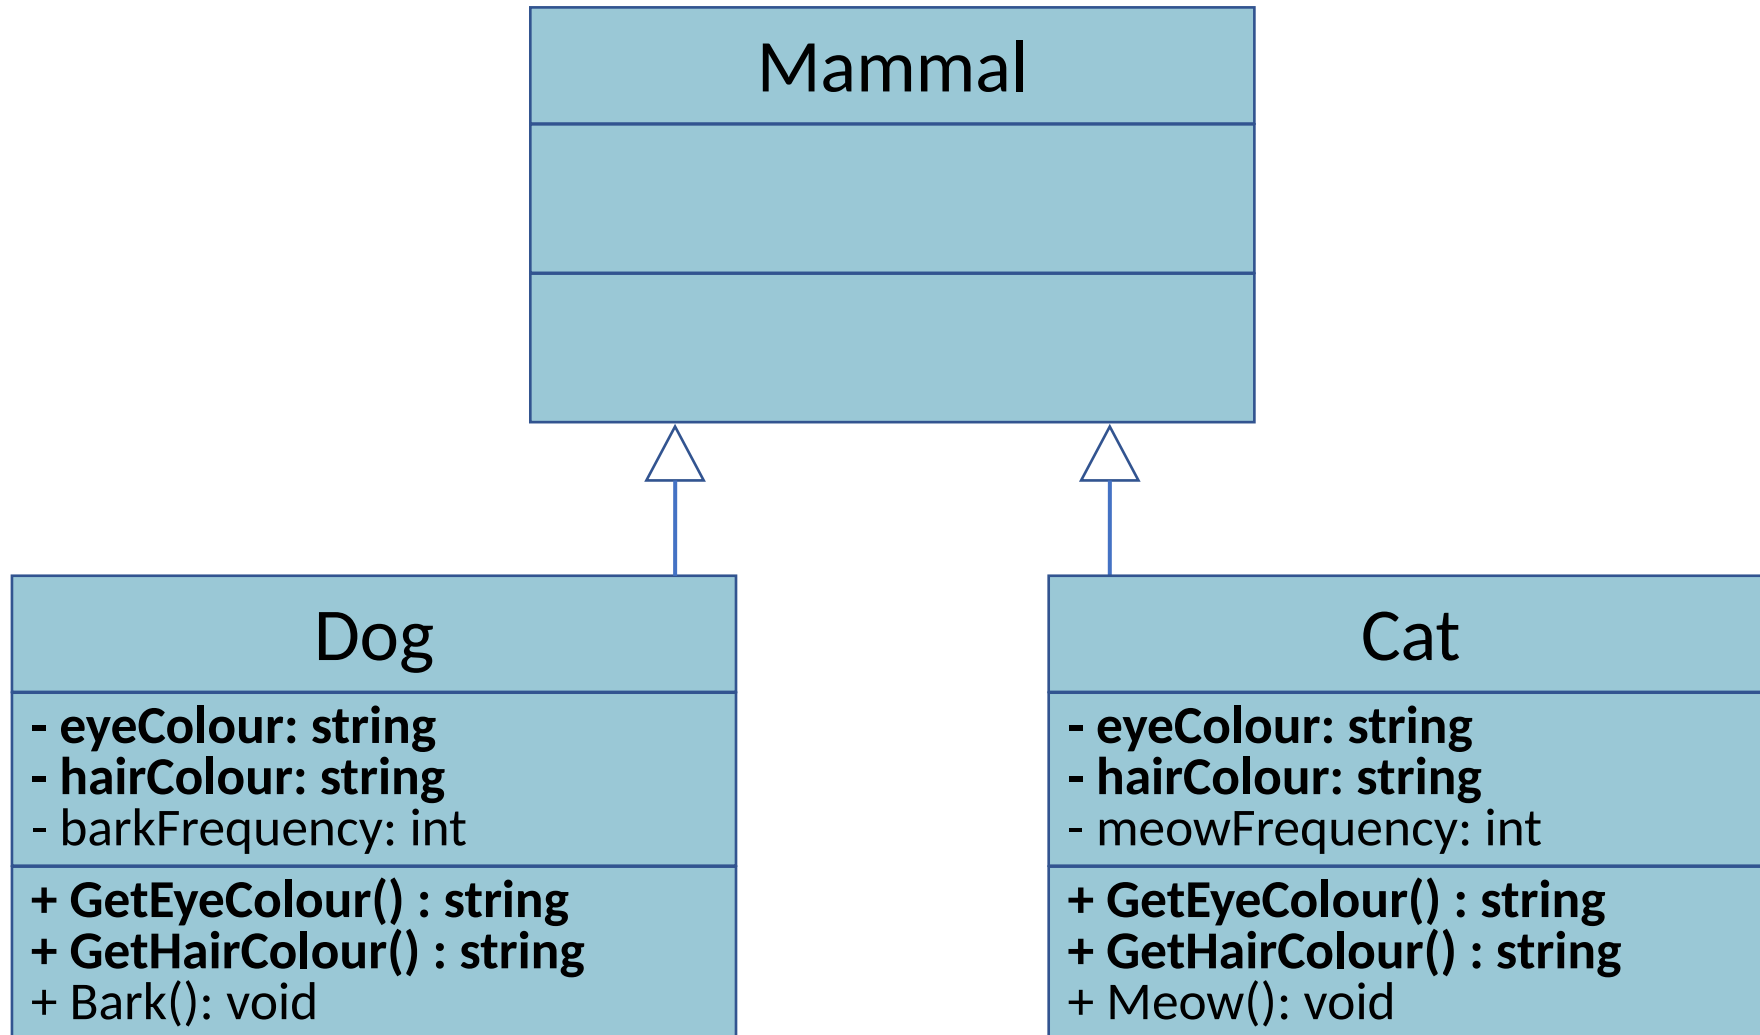 Mammal
Dog
- eyeColour: string
- hairColour: string
- barkFrequency: int
+ GetEyeColour() : string
+ GetHairColour() : string
+ Bark(): void
Cat
- eyeColour: string
- hairColour: string
- meowFrequency: int
+ GetEyeColour() : string
+ GetHairColour() : string
+ Meow(): void